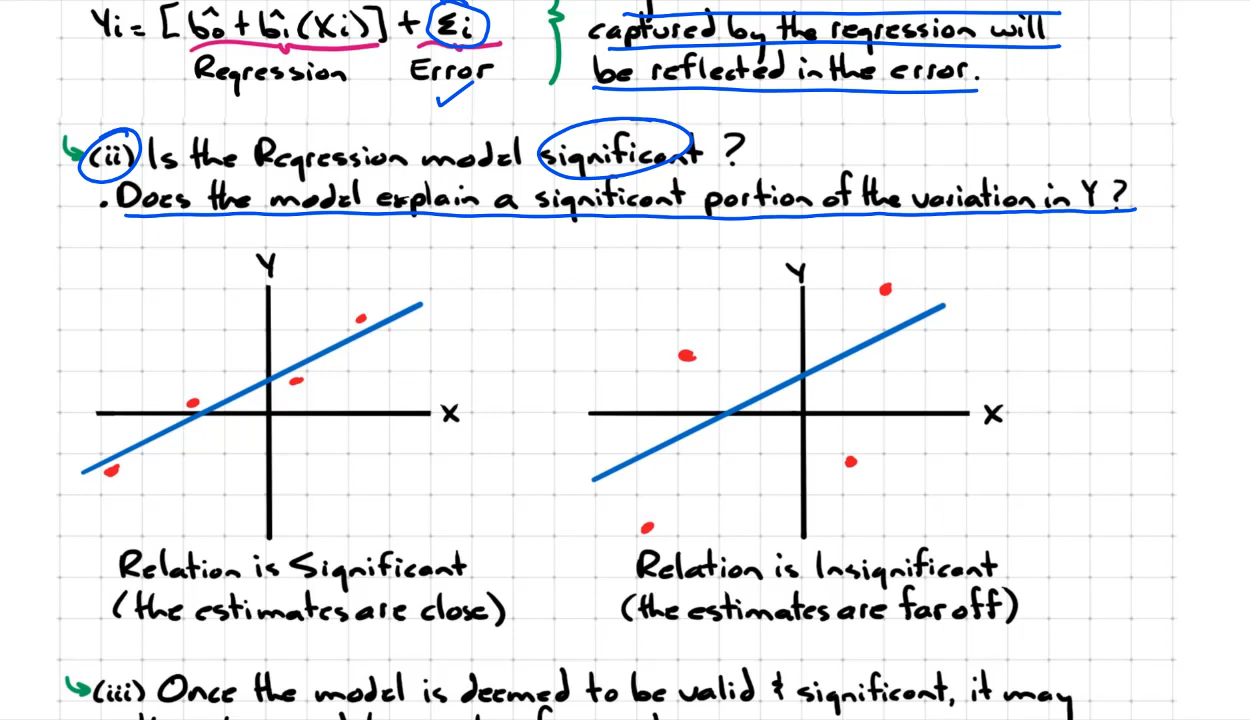 Yi = [b̂o + b̂i(Xi)] + Σi
Regression Error
captured by the regression will
be reflected in the error.
(ii) Is the Regression model significant ?
. Does the model explain a significant portion of the variation in Y ?
Y
X
Y
X
Relation is Significant
(the estimates are close)
Relation is Insignificant
(the estimates are far off)
(iii) Once the model is deemed to be valid & significant, it may